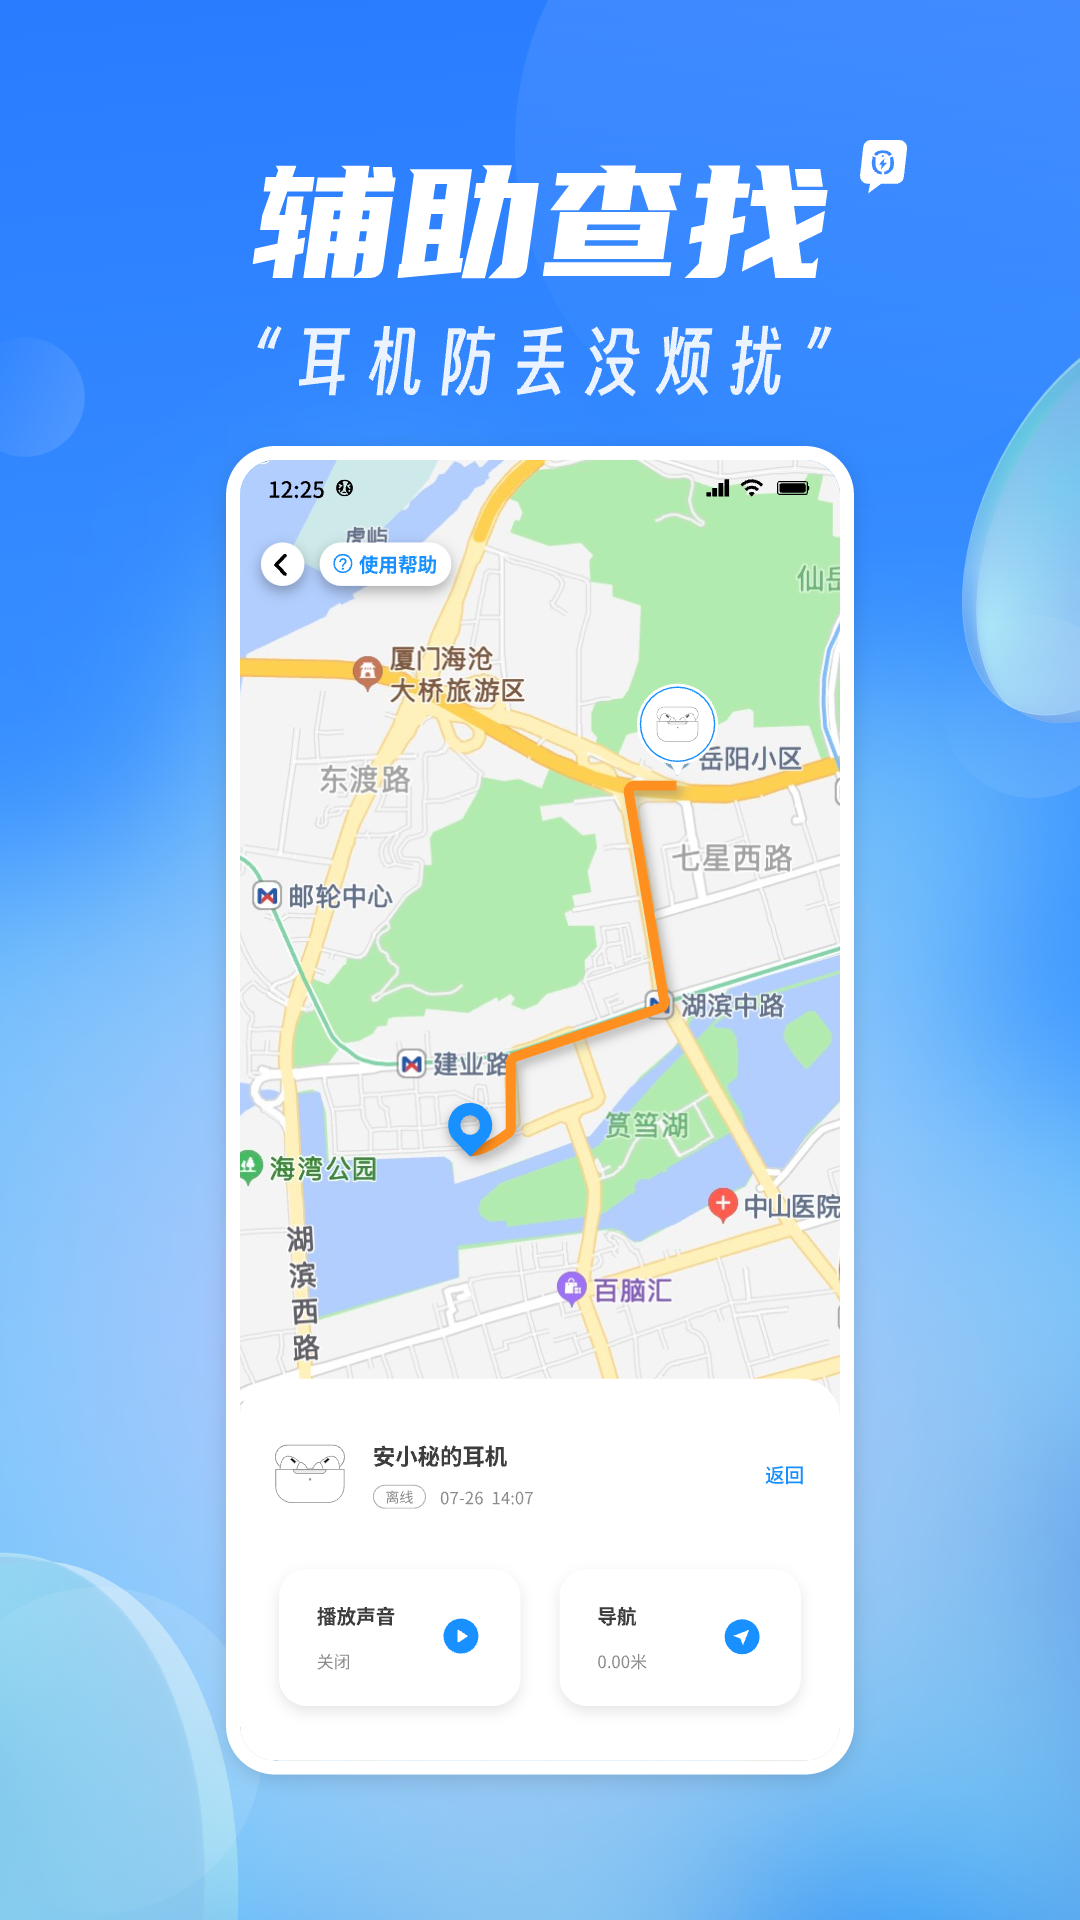 辅助查找
“耳机防丢没烦扰”
12:25
虎屿
使用帮助
仙岳
厦门海沧
大桥旅游区
岳阳小区
东渡路
七星西路
邮轮中心
湖滨中路
建业路
筼筜湖
海湾公园
中山医院
湖滨西路
百脑汇
安小秘的耳机
返回
离线 07-26 14:07
播放声音
导航
关闭
0.00米